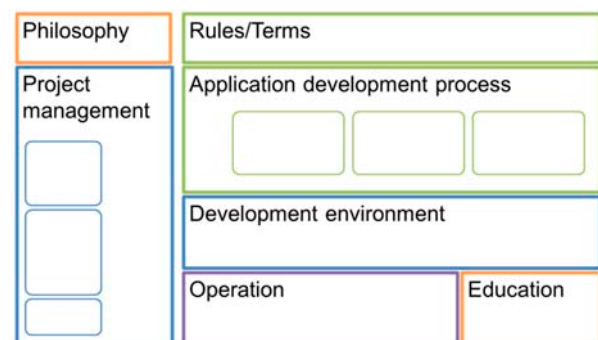 Philosophy
Rules/Terms
Project
management
Application development process
Development environment
Operation
Education